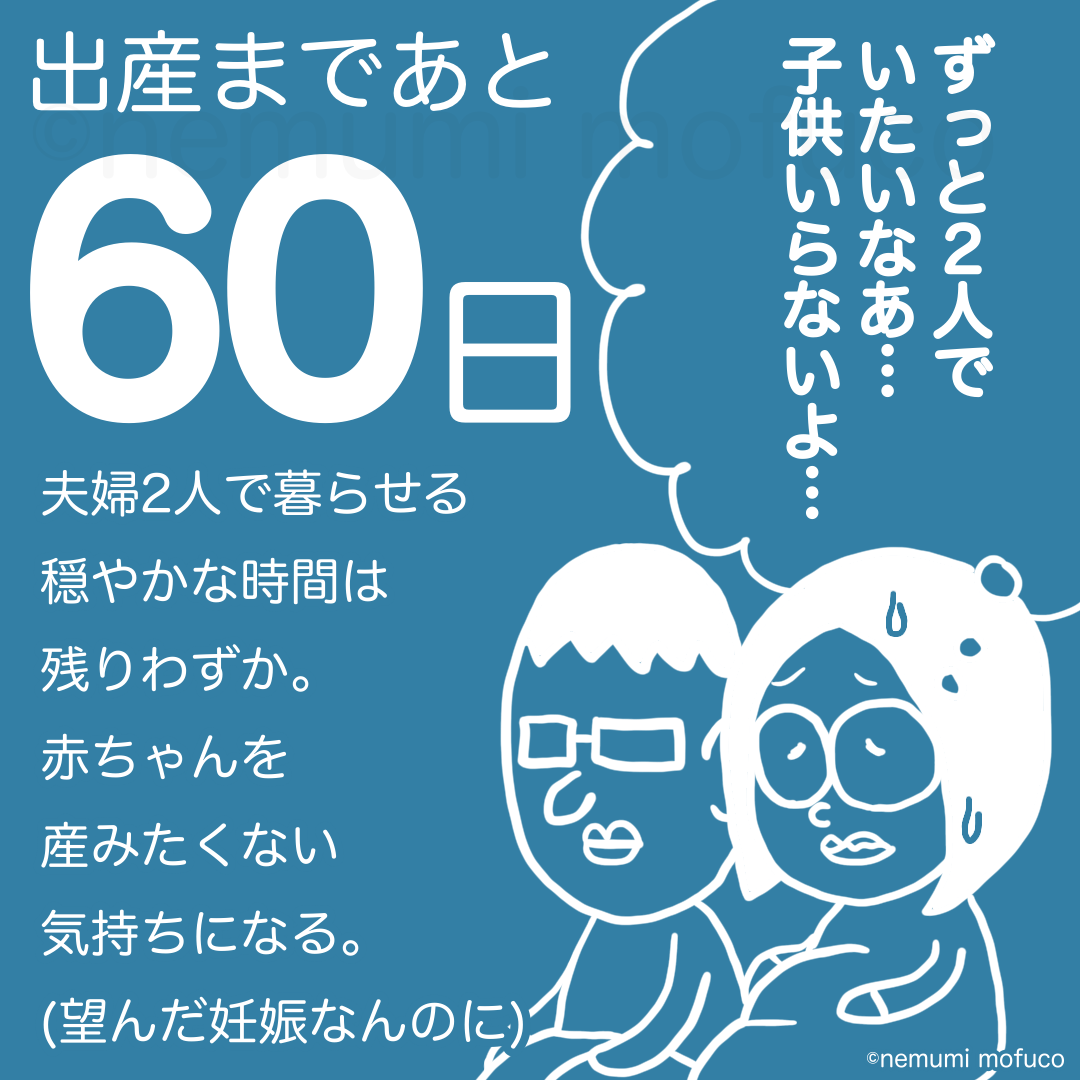 出産まであと
60日
夫婦2人で暮らせる
穏やかな時間は
残りわずか。
赤ちゃんを
産みたくない
気持ちになる。
(望んだ妊娠なんのに)
ずっと2人で
いたいなあ…
子供いらないよ…
©nemumi mofuco
©nemumi mofuco